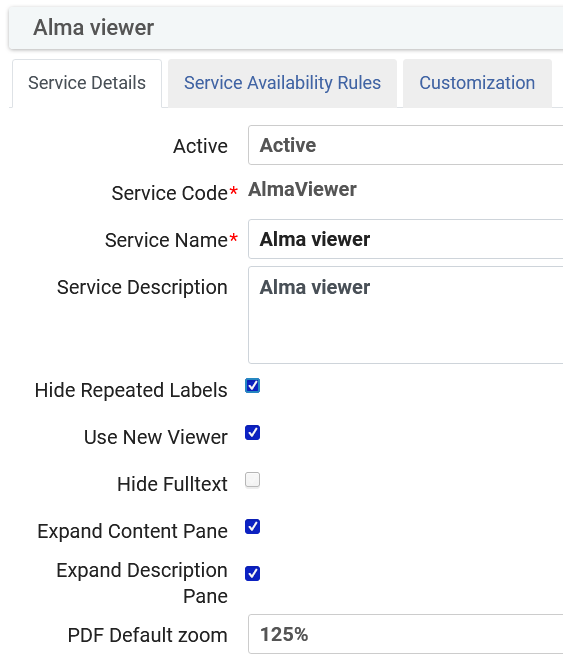 Alma viewer
Service Details Service Availability Rules Customization
Active Active
Service Code* AlmaViewer
Service Name* Alma viewer
Service Description Alma viewer
Hide Repeated Labels
Use New Viewer
Hide Fulltext
Expand Content Pane
Expand Description
Pane
PDF Default zoom 125%